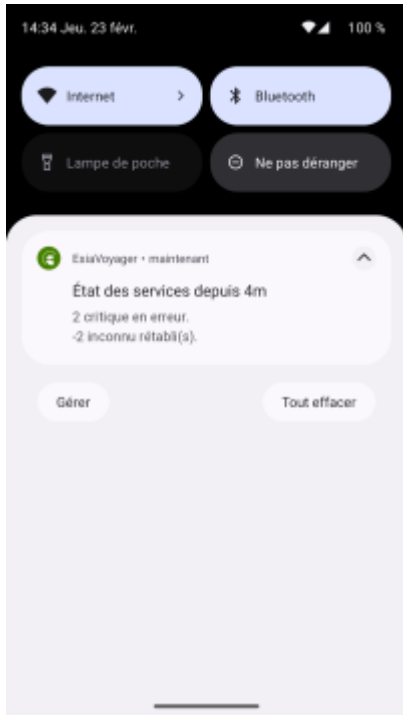 14:34 Jeu. 23 févr.
100 %
Internet
Bluetooth
Lampe de poche
Ne pas déranger
EsiaVoyager • maintenant
État des services depuis 4m
2 critique en erreur.
-2 inconnu rétabli(s).
Gérer
Tout effacer